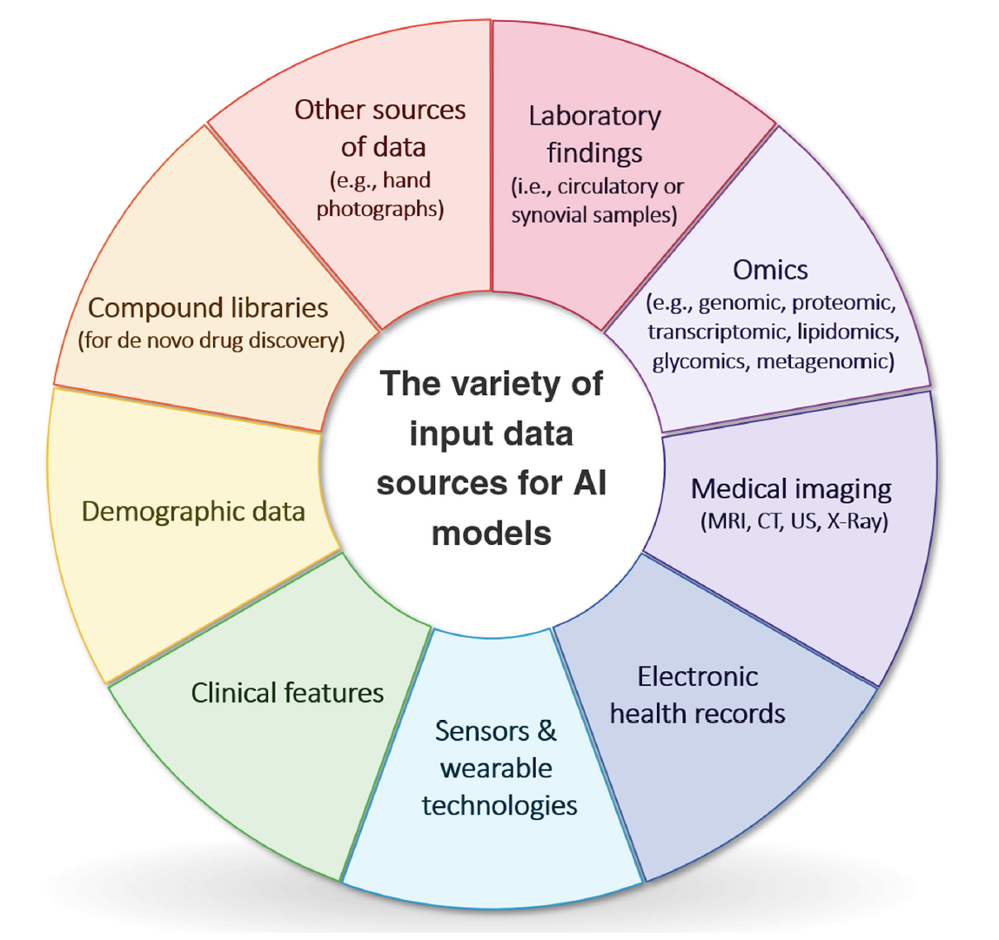 The variety of
input data
sources for AI
models
Laboratory
findings
(i.e., circulatory or
synovial samples)
Omics
(e.g., genomic, proteomic,
transcriptomic, lipidomics,
glycomics, metagenomic)
Medical imaging
(MRI, CT, US, X-Ray)
Electronic
health records
Sensors &
wearable
technologies
Clinical features
Demographic data
Compound libraries
(for de novo drug discovery)
Other sources
of data
(e.g., hand
photographs)